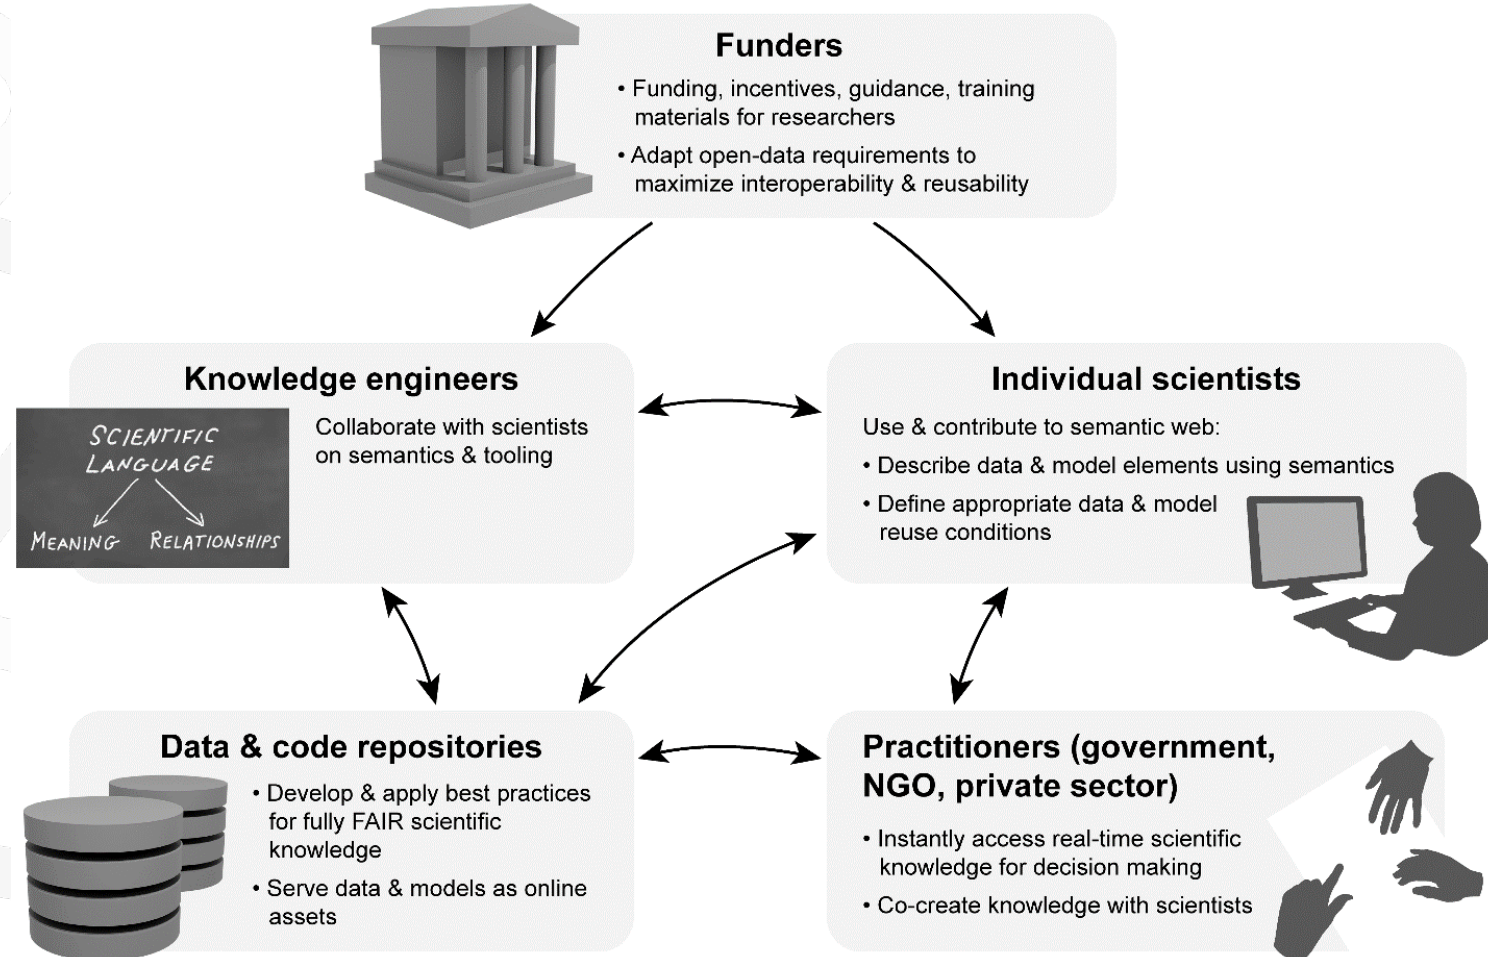 Funders
• Funding, incentives, guidance, training
materials for researchers
• Adapt open-data requirements to
maximize interoperability & reusability
Knowledge engineers
SCIENTIFIC
LANGUAGE
MEANING RELATIONSHIPS
Collaborate with scientists
on semantics & tooling
Individual scientists
Use & contribute to semantic web:
• Describe data & model elements using semantics
• Define appropriate data & model
reuse conditions
Data & code repositories
• Develop & apply best practices
for fully FAIR scientific
knowledge
• Serve data & models as online
assets
Practitioners (government,
NGO, private sector)
• Instantly access real-time scientific
knowledge for decision making
• Co-create knowledge with scientists